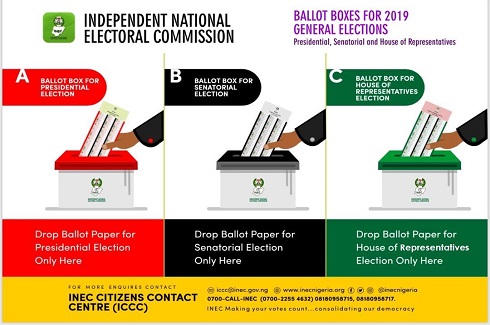 INDEPENDENT NATIONAL
ELECTORAL COMMISSION
BALLOT BOXES FOR 2019
GENERAL ELECTIONS
Presidential, Senatorial and House of Representatives
A
BALLOT BOX FOR
PRESIDENTIAL
ELECTION
B
BALLOT BOX FOR
SENATORIAL
ELECTION
C
BALLOT BOX FOR
HOUSE OF
REPRESENTATIVES
ELECTION
Drop Ballot Paper for
Presidential Election
Only Here
Drop Ballot Paper for
Senatorial Election
Only Here
Drop Ballot Paper for
House of Representatives
Election Only Here
FOR MORE ENQUIRES CONTACT
INEC CITIZENS CONTACT
CENTRE (ICCC)
iccc@inec.gov.ng www.inecnigeria.org @inecnigeria
0700-CALL-INEC (0700-2255 4632) 08180958715, 08180958717.
INEC Making your votes count...consolidating our democracy